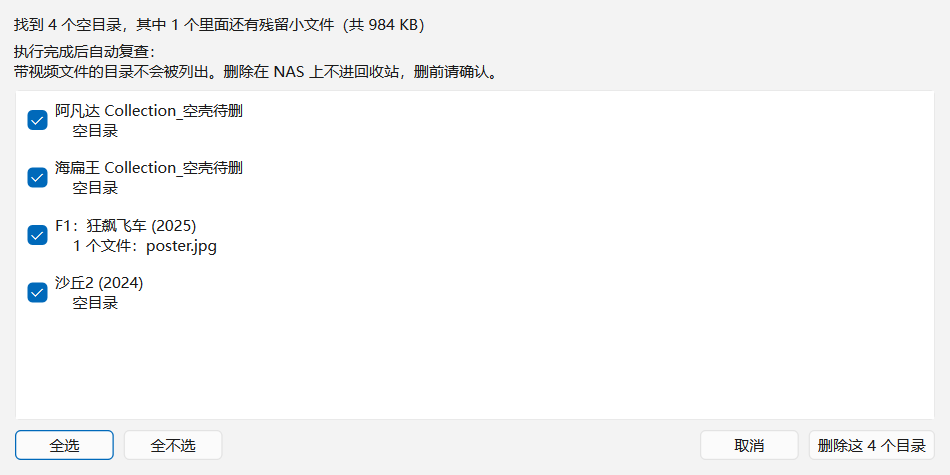 找到 4 个空目录，其中 1 个里面还有残留小文件（共 984 KB）
执行完成后自动复查：
带视频文件的目录不会被列出。删除在 NAS 上不进回收站，删前请确认。
阿凡达 Collection_空壳待删
空目录
海扁王 Collection_空壳待删
空目录
F1：狂飙飞车 (2025)
1 个文件：poster.jpg
沙丘2 (2024)
空目录
全选
全不选
取消
删除这 4 个目录